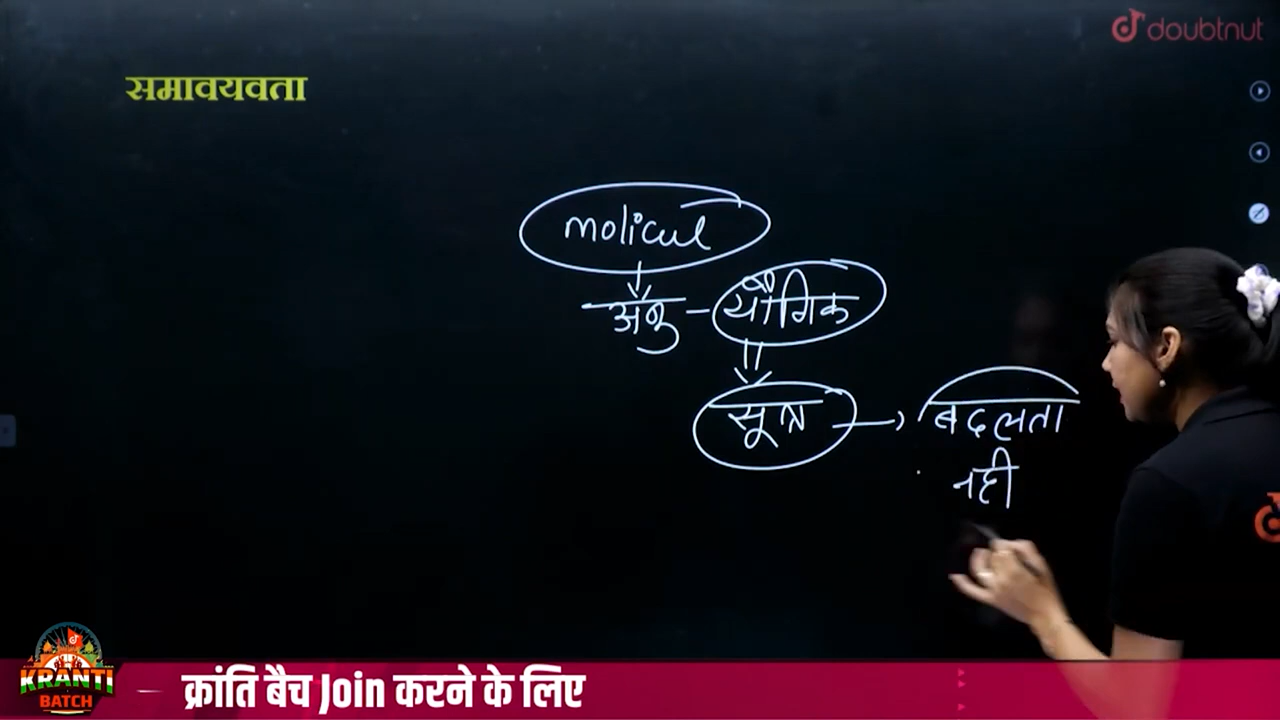 doubtnut
समावयवता
molicul
अणु - यौगिक
सूत्र → बदलता
नही
KRANTI
BATCH
क्रांति बैच Join करने के लिए